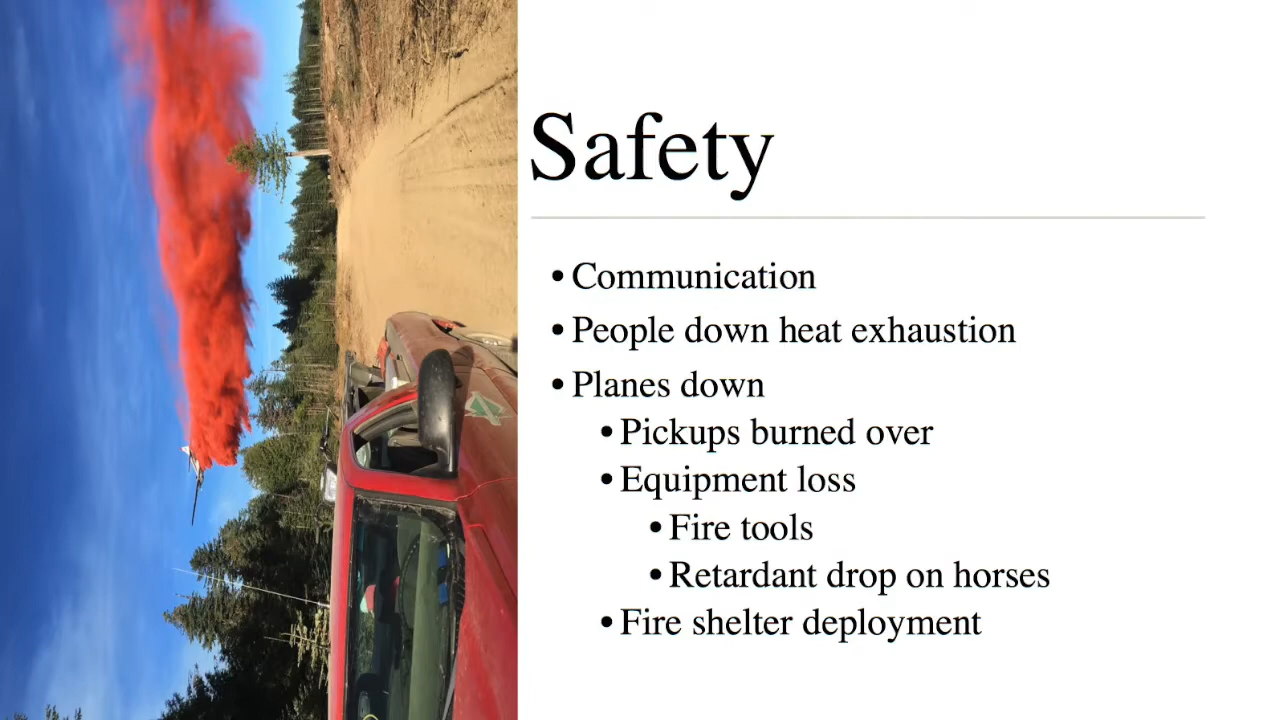 Safety
• Communication
• People down heat exhaustion
• Planes down
• Pickups burned over
• Equipment loss
• Fire tools
• Retardant drop on horses
• Fire shelter deployment